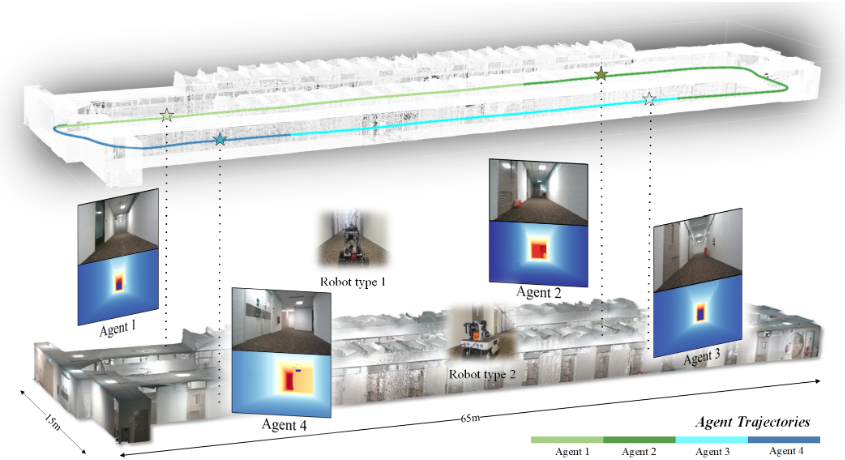 Agent 1
Robot type 1
Agent 2
Agent 3
Agent 4
Robot type 2
15m
65m
Agent Trajectories
Agent 1 Agent 2 Agent 3 Agent 4